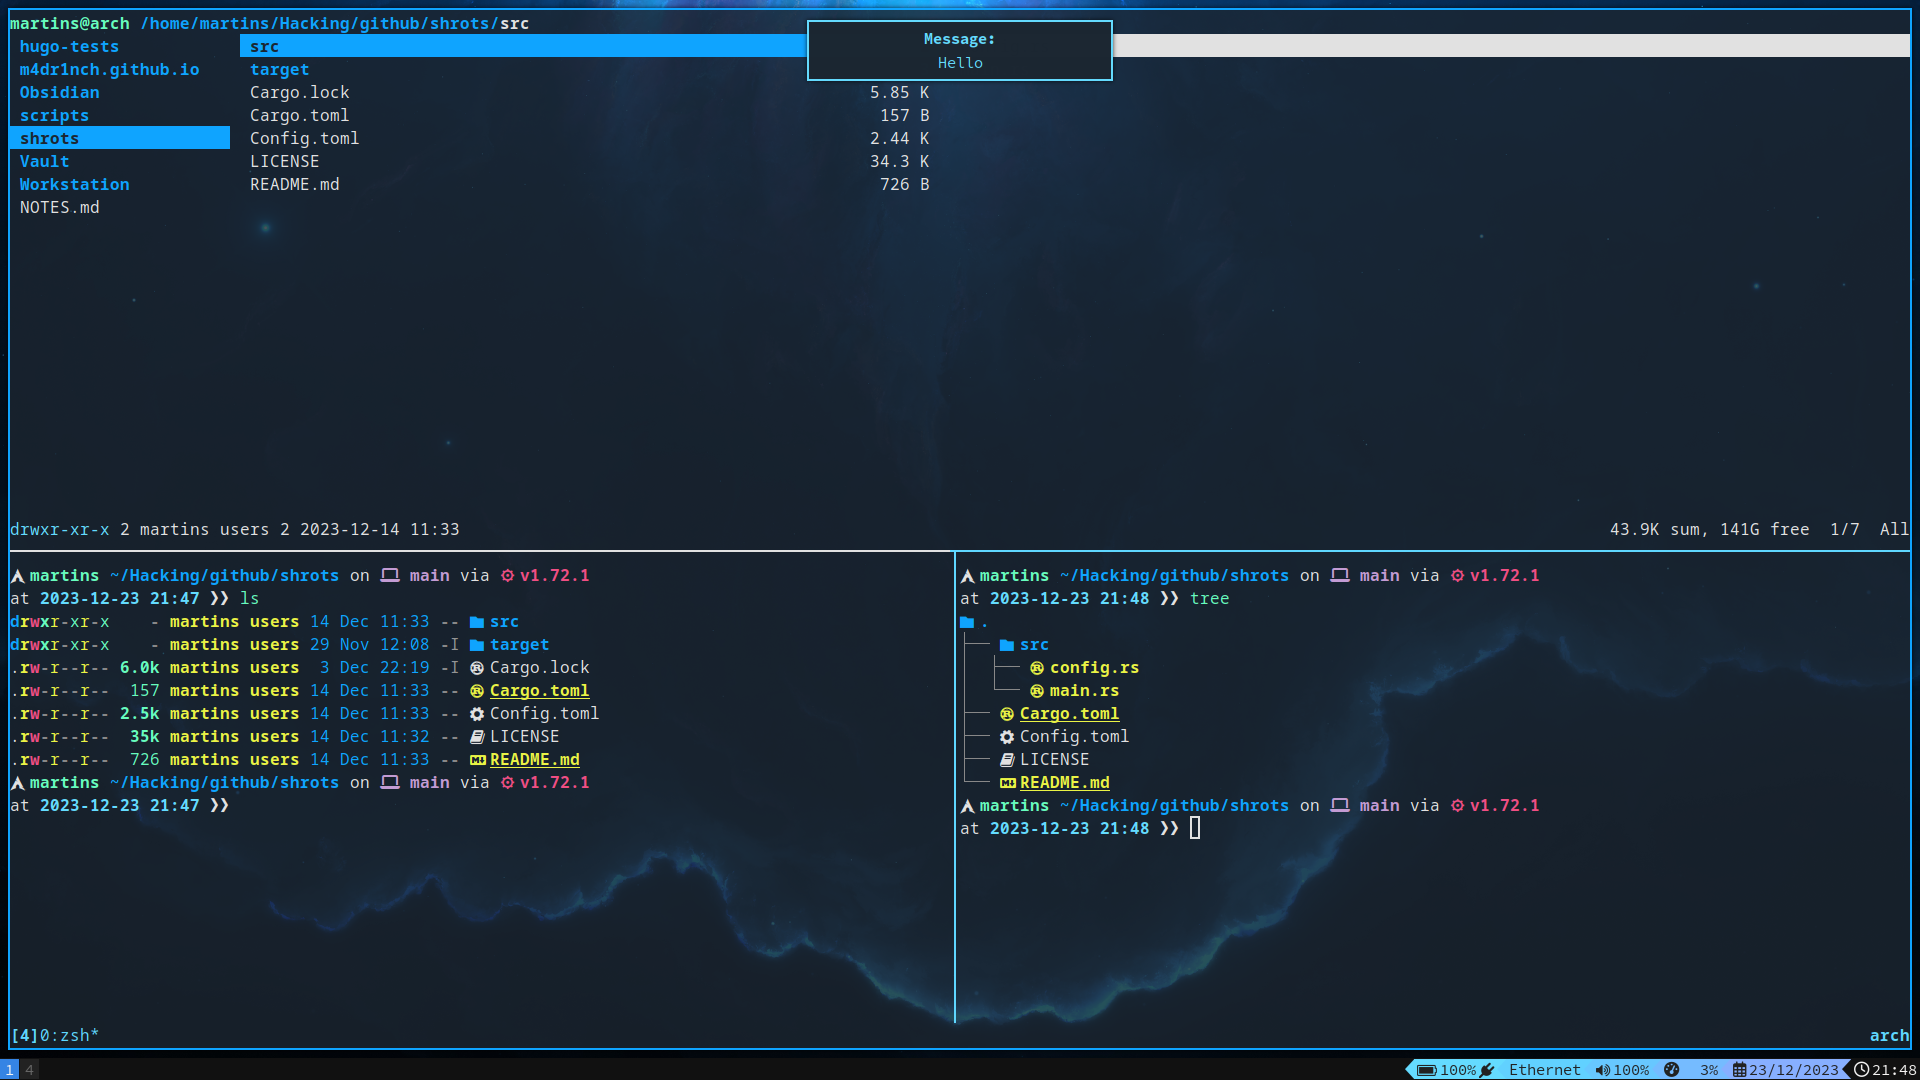 martins@arch /home/martins/Hacking/github/shrots/src
Message:
Hello
hugo-tests
m4dr1nch.github.io
Obsidian
scripts
shrots
Vault
Workstation
NOTES.md
src
target
Cargo.lock 5.85 K
Cargo.toml 157 B
Config.toml 2.44 K
LICENSE 34.3 K
README.md 726 B
drwxr-xr-x 2 martins users 2 2023-12-14 11:33 43.9K sum, 141G free 1/7 All
martins ~/Hacking/github/shrots on main via v1.72.1
at 2023-12-23 21:47 ❯❯ ls
drwxr-xr-x - martins users 14 Dec 11:33 -- src
drwxr-xr-x - martins users 29 Nov 12:08 -I target
.rw-r--r-- 6.0k martins users 3 Dec 22:19 -I Cargo.lock
.rw-r--r-- 157 martins users 14 Dec 11:33 -- Cargo.toml
.rw-r--r-- 2.5k martins users 14 Dec 11:33 -- Config.toml
.rw-r--r-- 35k martins users 14 Dec 11:32 -- LICENSE
.rw-r--r-- 726 martins users 14 Dec 11:33 -- README.md
martins ~/Hacking/github/shrots on main via v1.72.1
at 2023-12-23 21:47 ❯❯
martins ~/Hacking/github/shrots on main via v1.72.1
at 2023-12-23 21:48 ❯❯ tree
.
src
config.rs
main.rs
Cargo.toml
Config.toml
LICENSE
README.md
martins ~/Hacking/github/shrots on main via v1.72.1
at 2023-12-23 21:48 ❯❯
[4]0:zsh* arch
1 4 100% Ethernet 100% 3% 23/12/2023 21:48